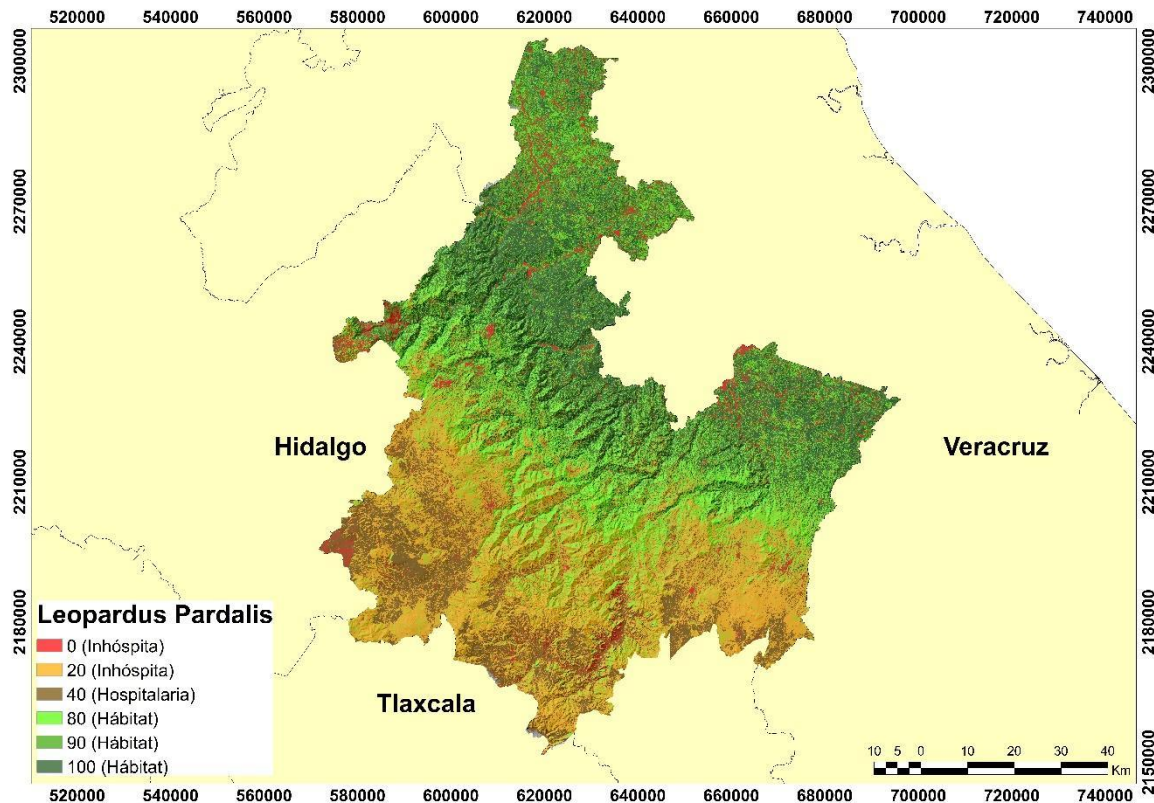 520000 540000 560000 580000 600000 620000 640000 660000 680000 700000 720000 740000
2300000 2300000
2270000 2270000
2240000 2240000
Hidalgo Veracruz
2210000 2210000
2180000 2180000
Leopardus Pardalis
0 (Inhóspita)
20 (Inhóspita)
40 (Hospitalaria)
80 (Hábitat)
90 (Hábitat)
100 (Hábitat)
Tlaxcala
10 5 0 10 20 30 40
Km
2150000 2150000
520000 540000 560000 580000 600000 620000 640000 660000 680000 700000 720000 740000